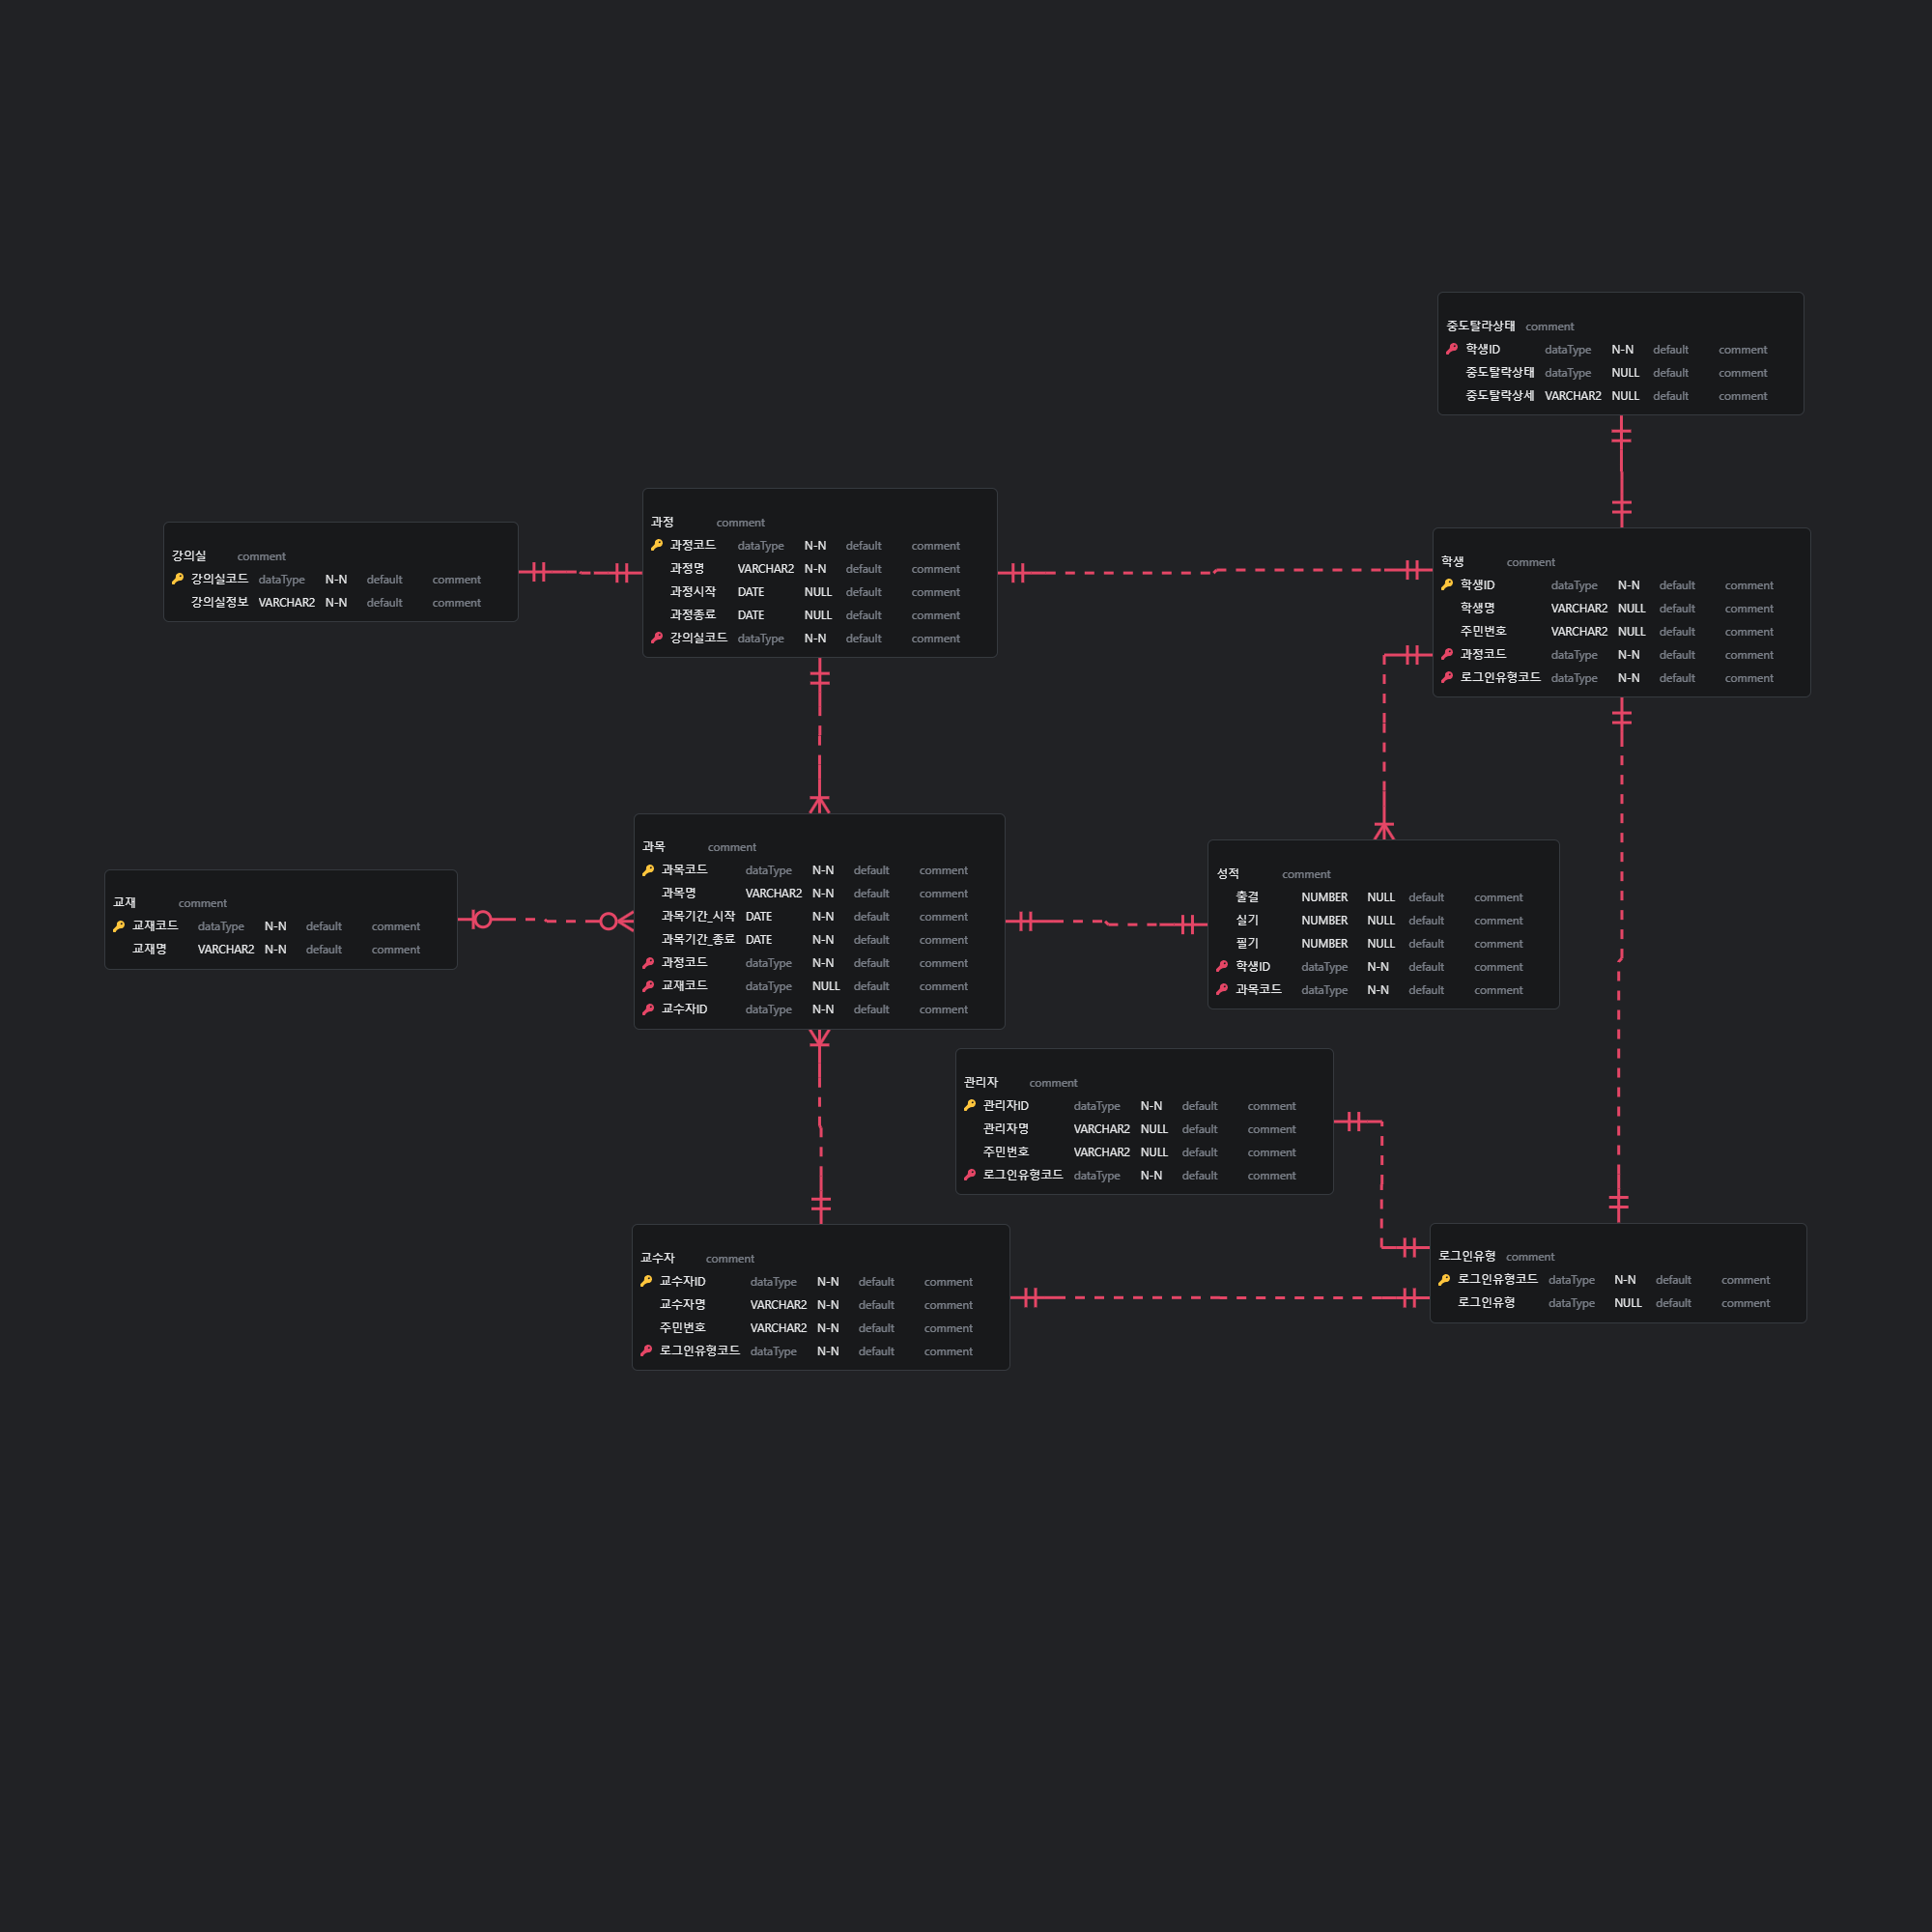 중도탈라상태 comment
학생ID dataType N-N default comment
중도탈락상태 dataType NULL default comment
중도탈락상세 VARCHAR2 NULL default comment
과정 comment
과정코드 dataType N-N default comment
과정명 VARCHAR2 N-N default comment
과정시작 DATE NULL default comment
과정종료 DATE NULL default comment
강의실코드 dataType N-N default comment
강의실 comment
강의실코드 dataType N-N default comment
강의실정보 VARCHAR2 N-N default comment
학생 comment
학생ID dataType N-N default comment
학생명 VARCHAR2 NULL default comment
주민번호 VARCHAR2 NULL default comment
과정코드 dataType N-N default comment
로그인유형코드 dataType N-N default comment
과목 comment
과목코드 dataType N-N default comment
과목명 VARCHAR2 N-N default comment
과목기간_시작 DATE N-N default comment
과목기간_종료 DATE N-N default comment
과정코드 dataType N-N default comment
교재코드 dataType NULL default comment
교수자ID dataType N-N default comment
교재 comment
교재코드 dataType N-N default comment
교재명 VARCHAR2 N-N default comment
성적 comment
출결 NUMBER NULL default comment
실기 NUMBER NULL default comment
필기 NUMBER NULL default comment
학생ID dataType N-N default comment
과목코드 dataType N-N default comment
관리자 comment
관리자ID dataType N-N default comment
관리자명 VARCHAR2 NULL default comment
주민번호 VARCHAR2 NULL default comment
로그인유형코드 dataType N-N default comment
교수자 comment
교수자ID dataType N-N default comment
교수자명 VARCHAR2 N-N default comment
주민번호 VARCHAR2 N-N default comment
로그인유형코드 dataType N-N default comment
로그인유형 comment
로그인유형코드 dataType N-N default comment
로그인유형 dataType NULL default comment